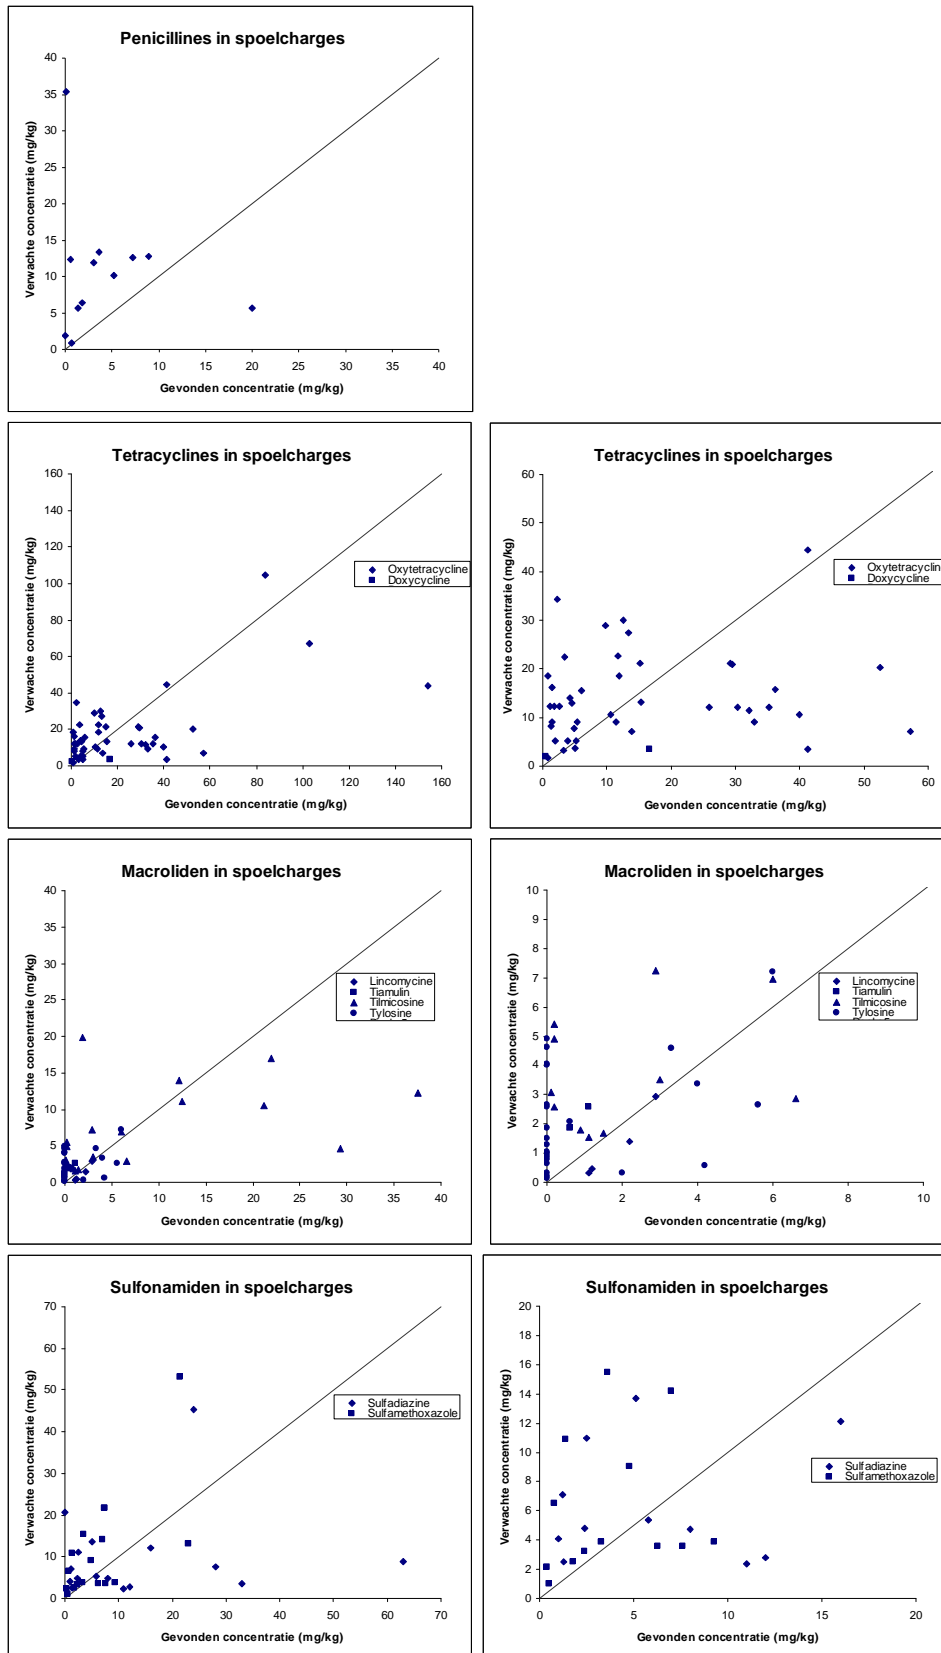 Penicillines in spoelcharges
40
35
30
25
20
15
10
5
0
0 5 10 15 20 25 30 35 40
Verwachte concentratie (mg/kg)
Gevonden concentratie (mg/kg)
Tetracyclines in spoelcharges
160
140
120
100
80
60
40
20
0
0 20 40 60 80 100 120 140 160
Verwachte concentratie (mg/kg)
Gevonden concentratie (mg/kg)
Oxytetracycline
Doxycycline
Tetracyclines in spoelcharges
60
50
40
30
20
10
0
0 10 20 30 40 50 60
Verwachte concentratie (mg/kg)
Gevonden concentratie (mg/kg)
Oxytetracycline
Doxycycline
Macroliden in spoelcharges
40
35
30
25
20
15
10
5
0
0 5 10 15 20 25 30 35 40
Verwachte concentratie (mg/kg)
Gevonden concentratie (mg/kg)
Lincomycine
Tiamulin
Tilmicosine
Tylosine
Macroliden in spoelcharges
10
9
8
7
6
5
4
3
2
1
0
0 2 4 6 8 10
Verwachte concentratie (mg/kg)
Gevonden concentratie (mg/kg)
Lincomycine
Tiamulin
Tilmicosine
Tylosine
Sulfonamiden in spoelcharges
70
60
50
40
30
20
10
0
0 10 20 30 40 50 60 70
Verwachte concentratie (mg/kg)
Gevonden concentratie (mg/kg)
Sulfadiazine
Sulfamethoxazole
Sulfonamiden in spoelcharges
20
18
16
14
12
10
8
6
4
2
0
0 5 10 15 20
Verwachte concentratie (mg/kg)
Gevonden concentratie (mg/kg)
Sulfadiazine
Sulfamethoxazole